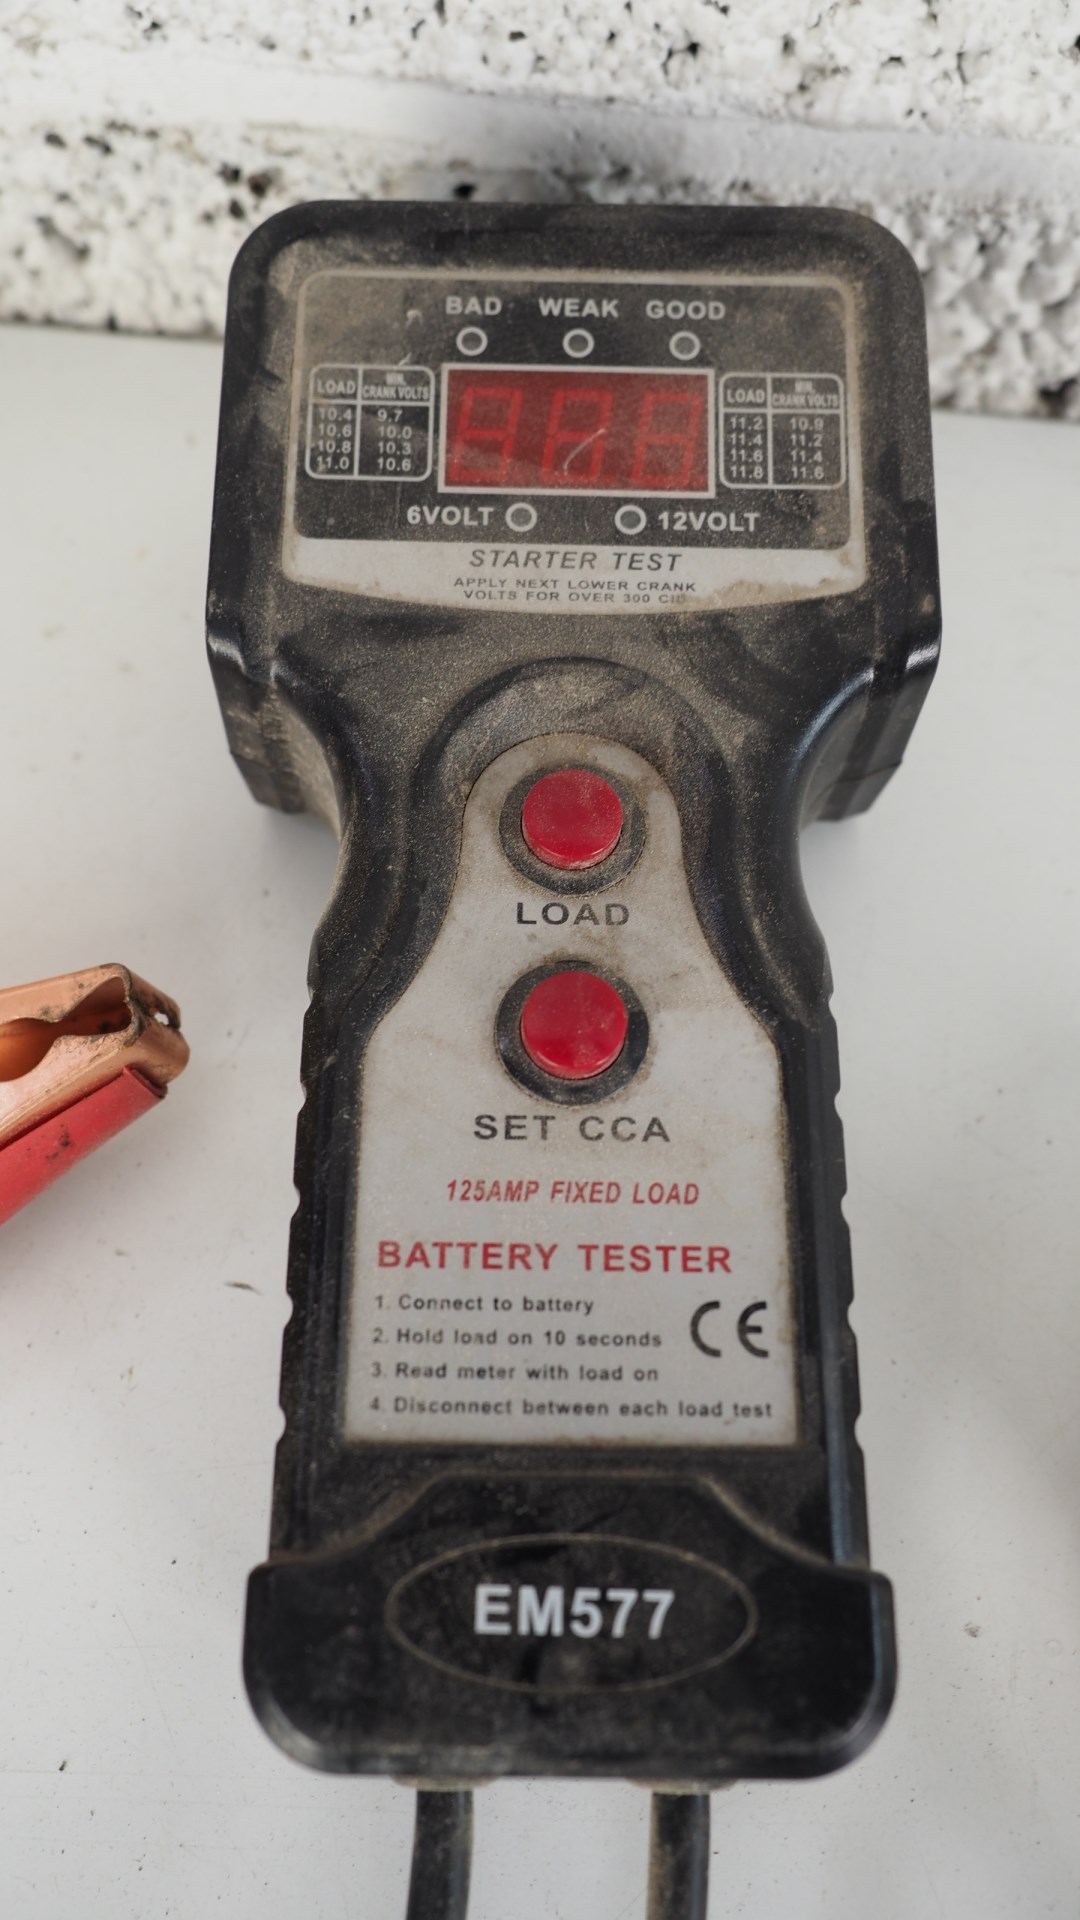 BAD WEAK GOOD
LOAD MIN. CRANK VOLTS
10.4 9.7
10.6 10.0
10.8 10.3
11.0 10.6
LOAD MIN. CRANK VOLTS
11.2 10.9
11.4 11.2
11.6 11.4
11.8 11.6
6VOLT 12VOLT
STARTER TEST
APPLY NEXT LOWER CRANK
VOLTS FOR OVER 300 CID
LOAD
SET CCA
125AMP FIXED LOAD
BATTERY TESTER
1. Connect to battery
2. Hold load on 10 seconds
3. Read meter with load on
4. Disconnect between each load test
CE
EM577